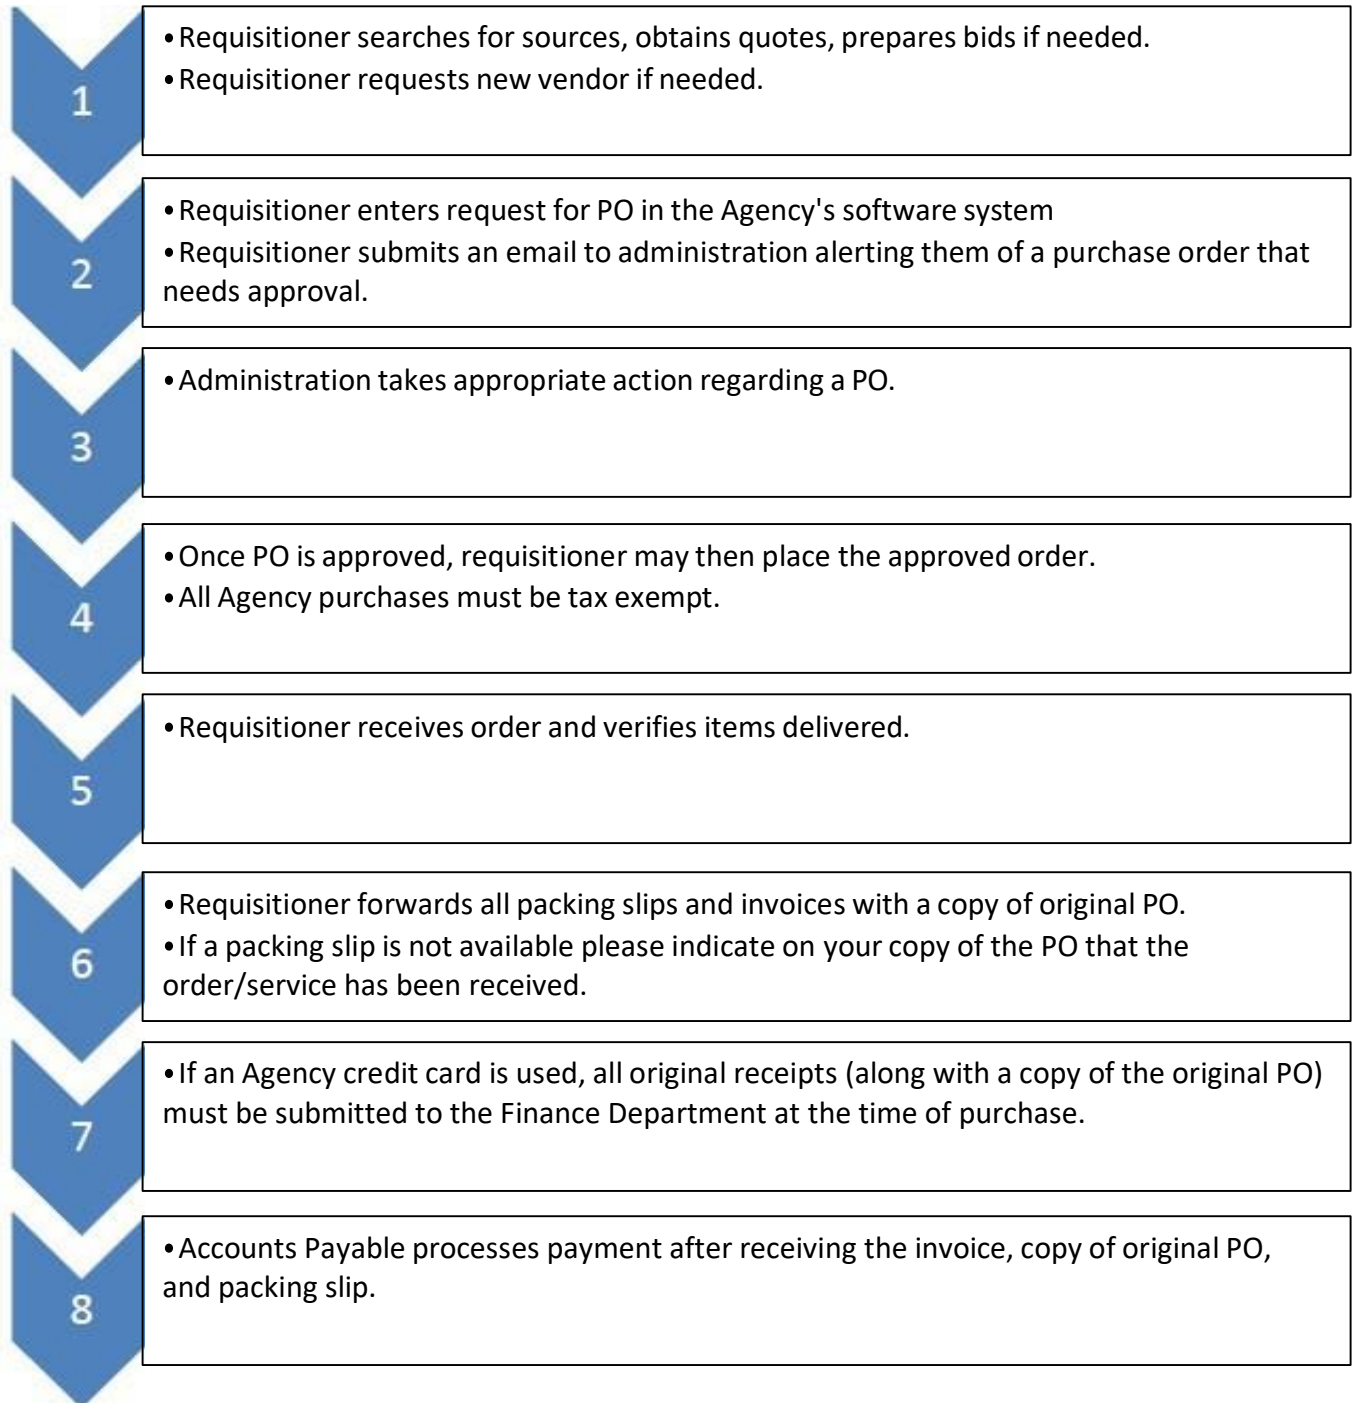 1
•Requisitioner searches for sources, obtains quotes, prepares bids if needed.
•Requisitioner requests new vendor if needed.
2
•Requisitioner enters request for PO in the Agency's software system
•Requisitioner submits an email to administration alerting them of a purchase order that
needs approval.
3
•Administration takes appropriate action regarding a PO.
4
•Once PO is approved, requisitioner may then place the approved order.
•All Agency purchases must be tax exempt.
5
•Requisitioner receives order and verifies items delivered.
6
•Requisitioner forwards all packing slips and invoices with a copy of original PO.
•If a packing slip is not available please indicate on your copy of the PO that the
order/service has been received.
7
•If an Agency credit card is used, all original receipts (along with a copy of the original PO)
must be submitted to the Finance Department at the time of purchase.
8
•Accounts Payable processes payment after receiving the invoice, copy of original PO,
and packing slip.